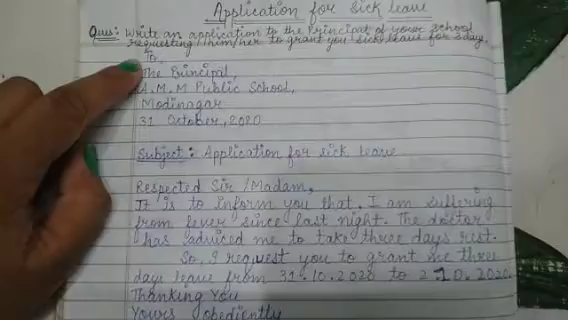 Application for sick leave
Ques: Write an application to the Principal of your school
requesting him/her to grant you sick leave for 3 days.
To,
The Principal,
A.M.M Public School,
Modinagar
31 October, 2020
Subject: Application for sick leave
Respected Sir/Madam,
It is to inform you that, I am suffering
from fever since last night. The doctor
has adviced me to take three days rest.
So, I request you to grant me three
days leave from 31.10.2020 to 2.10.2020.
Thanking You
Yours obediently